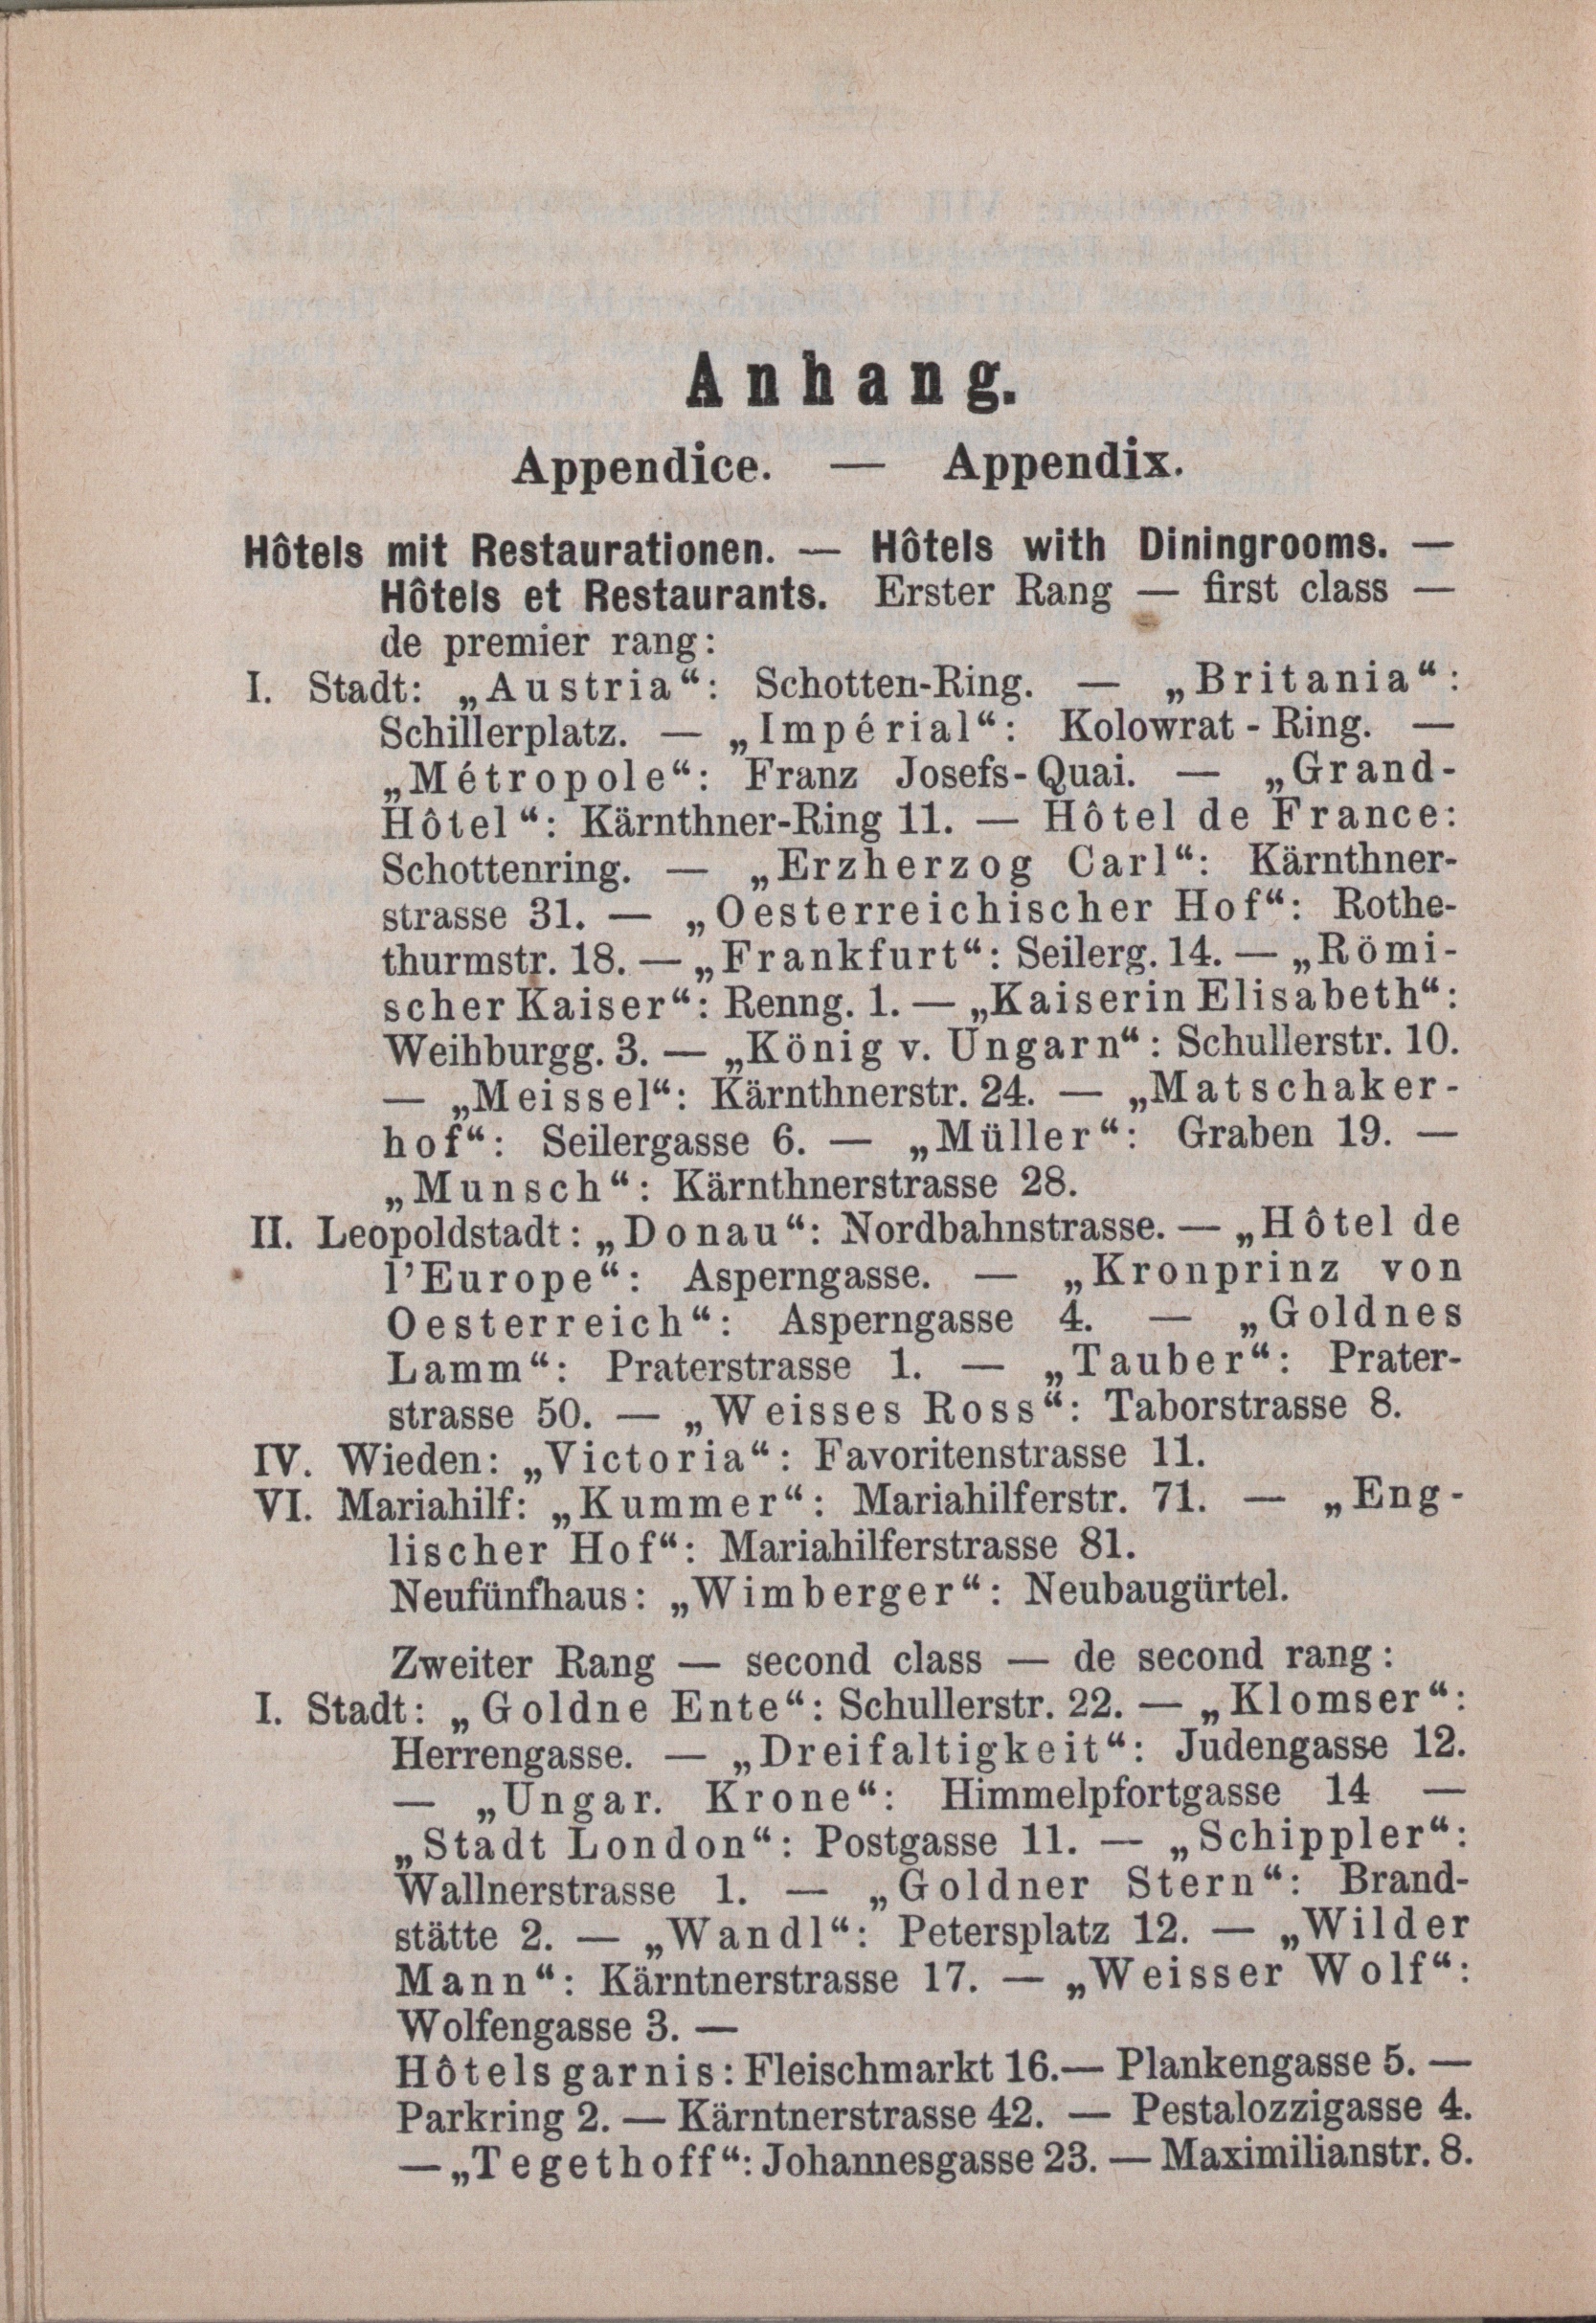 Anhang.
Appendice. — Appendix.
Hôtels mit Restaurationen. — Hôtels with Diningrooms. —
Hôtels et Restaurants. Erster Rang — first class —
de premier rang:
I. Stadt: „Austria“: Schotten-Ring. — „Britania“:
Schillerplatz. — „Impérial“: Kolowrat - Ring. —
„Métropole“: Franz Josefs-Quai. — „Grand-
Hôtel“: Kärnthner-Ring 11. — Hôtel de France:
Schottenring. — „Erzherzog Carl“: Kärnthner-
strasse 31. — „Oesterreichischer Hof“: Rothe-
thurmstr. 18. — „Frankfurt“: Seilerg. 14. — „Römi-
scher Kaiser“: Renng. 1. — „Kaiserin Elisabeth“:
Weihburgg. 3. — „König v. Ungarn“: Schullerstr. 10.
— „Meissel“: Kärnthnerstr. 24. — „Matschaker-
hof“: Seilergasse 6. — „Müller“: Graben 19. —
„Munsch“: Kärnthnerstrasse 28.
II. Leopoldstadt: „Donau“: Nordbahnstrasse. — „Hôtel de
l'Europe“: Asperngasse. — „Kronprinz von
Oesterreich“: Asperngasse 4. — „Goldnes
Lamm“: Praterstrasse 1. — „Tauber“: Prater-
strasse 50. — „Weisses Ross“: Taborstrasse 8.
IV. Wieden: „Victoria“: Favoritenstrasse 11.
VI. Mariahilf: „Kummer“: Mariahilferstr. 71. — „Eng-
lischer Hof“: Mariahilferstrasse 81.
Neufünfhaus: „Wimberger“: Neubaugürtel.
Zweiter Rang — second class — de second rang:
I. Stadt: „Goldne Ente“: Schullerstr. 22. — „Klomser“:
Herrengasse. — „Dreifaltigkeit“: Judengasse 12.
— „Ungar. Krone“: Himmelpfortgasse 14 —
„Stadt London“: Postgasse 11. — „Schippler“:
Wallnerstrasse 1. — „Goldner Stern“: Brand-
stätte 2. — „Wandl“: Petersplatz 12. — „Wilder
Mann“: Kärntnerstrasse 17. — „Weisser Wolf“:
Wolfengasse 3. —
Hôtels garnis: Fleischmarkt 16.— Plankengasse 5. —
Parkring 2. — Kärntnerstrasse 42. — Pestalozzigasse 4.
—„Tegethoff“: Johannesgasse 23. — Maximilianstr. 8.